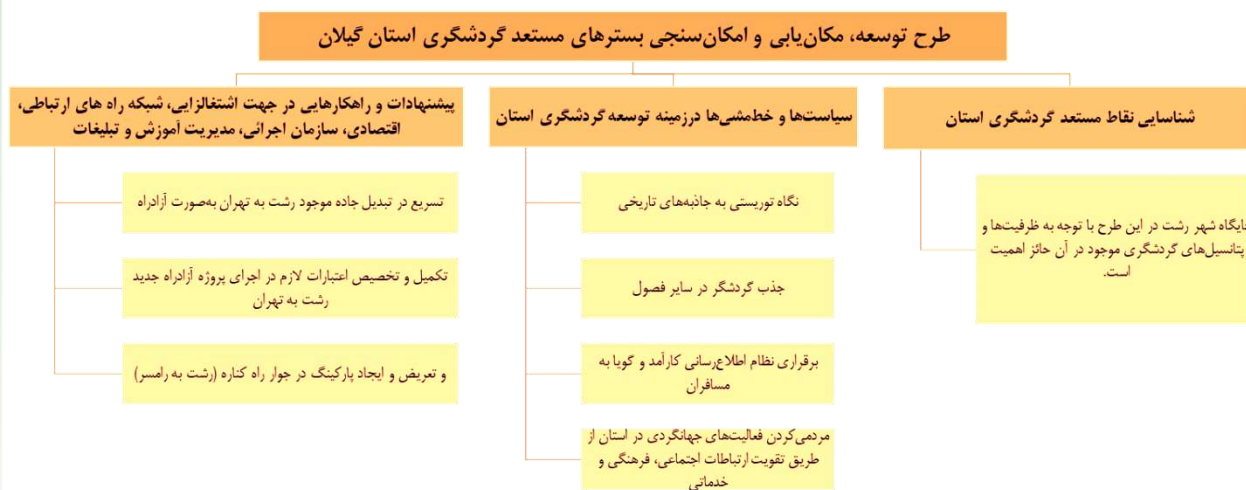 طرح توسعه، مکان‌یابی و امکان‌سنجی بسترهای مستعد گردشگری استان گیلان
شناسایی نقاط مستعد گردشگری استان
جایگاه شهر رشت در این طرح با توجه به ظرفیت‌ها و
پتانسیل‌های گردشگری موجود در آن حائز اهمیت
است.
سیاست‌ها و خط‌مشی‌ها درزمینه توسعه گردشگری استان
نگاه توریستی به جاذبه‌های تاریخی
جذب گردشگر در سایر فصول
برقراری نظام اطلاع‌رسانی کارآمد و گویا به
مسافران
مردمی‌کردن فعالیت‌های جهانگردی در استان از
طریق تقویت ارتباطات اجتماعی، فرهنگی و
خدماتی
پیشنهادات و راهکارهایی در جهت اشتغالزایی، شبکه راه های ارتباطی،
اقتصادی، سازمان اجرائی، مدیریت آموزش و تبلیغات
تسریع در تبدیل جاده موجود رشت به تهران به‌صورت آزادراه
تکمیل و تخصیص اعتبارات لازم در اجرای پروژه آزادراه جدید
رشت به تهران
و تعریض و ایجاد پارکینگ در جوار راه کناره (رشت به رامسر)